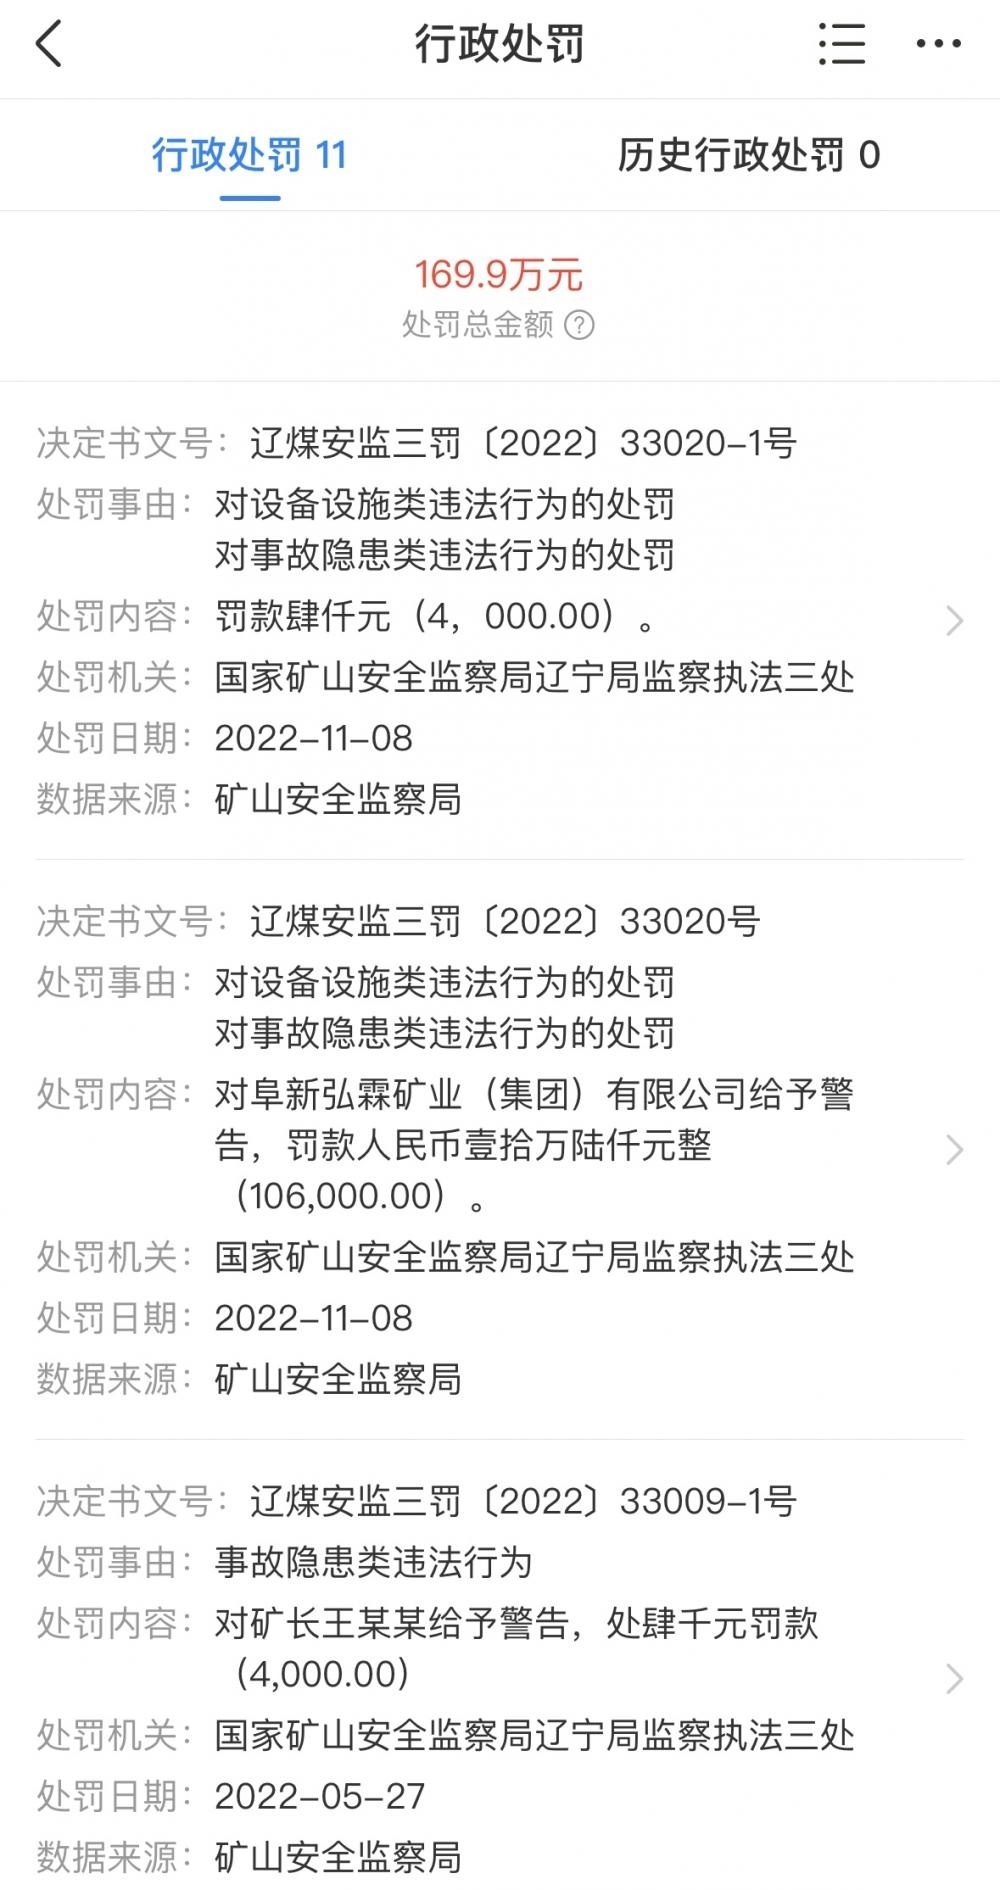 行政处罚
行政处罚 11
历史行政处罚 0
169.9万元
处罚总金额 ?
决定书文号：辽煤安监三罚〔2022〕33020-1号
处罚事由：对设备设施类违法行为的处罚
对事故隐患类违法行为的处罚
处罚内容：罚款肆仟元（4，000.00）。
处罚机关：国家矿山安全监察局辽宁局监察执法三处
处罚日期：2022-11-08
数据来源：矿山安全监察局
决定书文号：辽煤安监三罚〔2022〕33020号
处罚事由：对设备设施类违法行为的处罚
对事故隐患类违法行为的处罚
处罚内容：对阜新弘霖矿业（集团）有限公司给予警
告，罚款人民币壹拾万陆仟元整
（106,000.00）。
处罚机关：国家矿山安全监察局辽宁局监察执法三处
处罚日期：2022-11-08
数据来源：矿山安全监察局
决定书文号：辽煤安监三罚〔2022〕33009-1号
处罚事由：事故隐患类违法行为
处罚内容：对矿长王某某给予警告，处肆千元罚款
（4,000.00）
处罚机关：国家矿山安全监察局辽宁局监察执法三处
处罚日期：2022-05-27
数据来源：矿山安全监察局